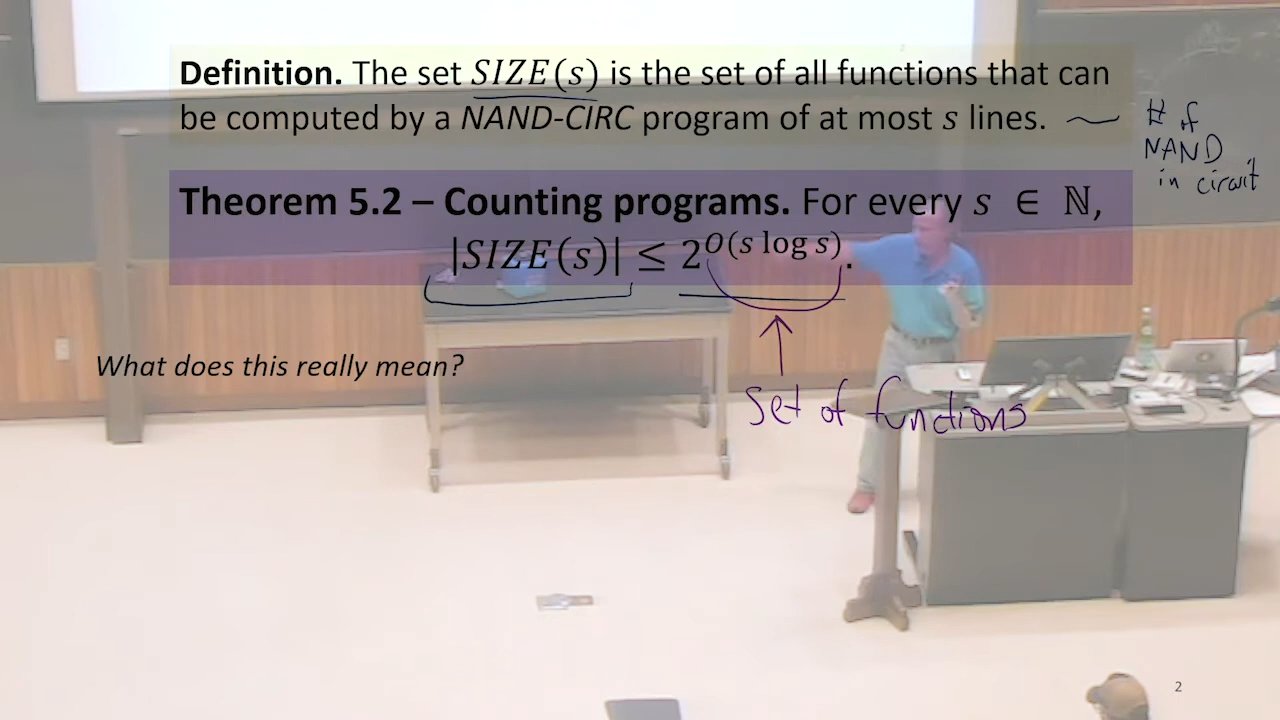 Definition. The set SIZE(s) is the set of all functions that can
be computed by a NAND-CIRC program of at most s lines.
# of
NAND
in circuit
Theorem 5.2 – Counting programs. For every s ∈ ℕ,
|SIZE(s)| ≤ 2^{O(s log s)}.
What does this really mean?
Set of functions
2